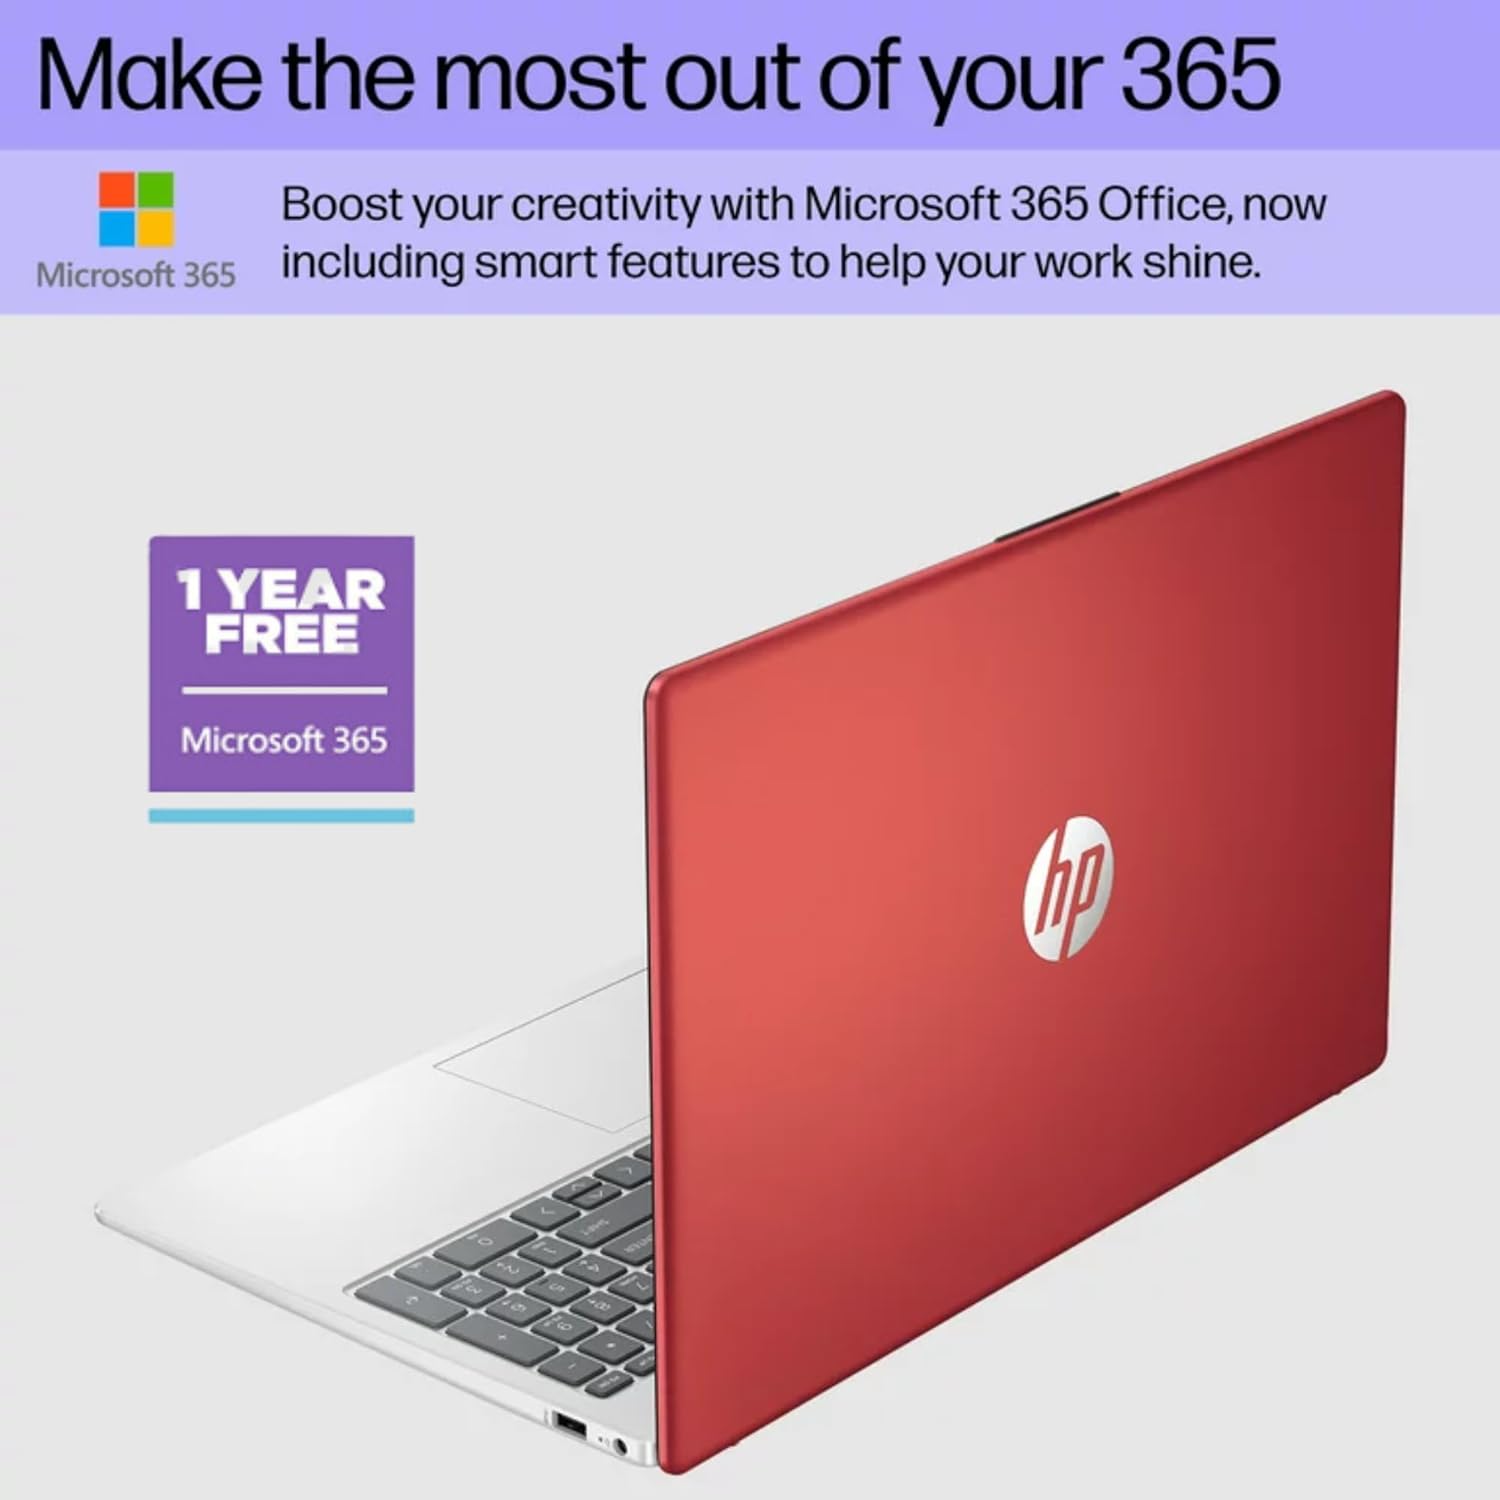 Make the most out of your 365
Microsoft 365
Boost your creativity with Microsoft 365 Office, now
including smart features to help your work shine.
1 YEAR
FREE
Microsoft 365
hp